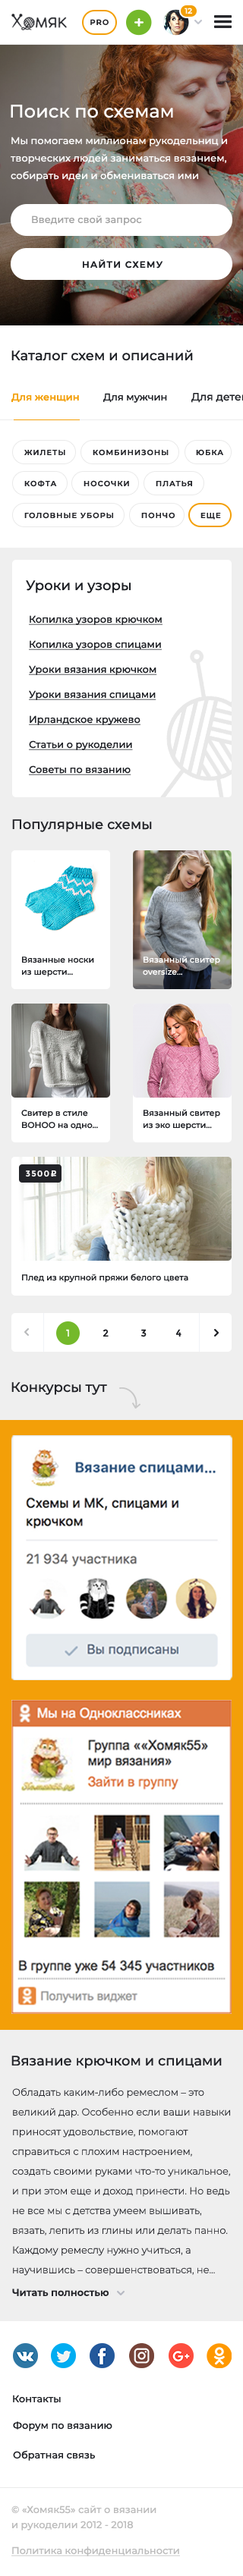 ХОМЯК
PRO
+
12
Поиск по схемам
Мы помогаем миллионам рукодельниц и
творческих людей заниматься вязанием,
собирать идеи и обмениваться ими
Введите свой запрос
НАЙТИ СХЕМУ
Каталог схем и описаний
Для женщин Для мужчин Для дете
ЖИЛЕТЫ КОМБИНЕЗОНЫ ЮБКА
КОФТА НОСОЧКИ ПЛАТЬЯ
ГОЛОВНЫЕ УБОРЫ ПОНЧО ЕЩЕ
Уроки и узоры
Копилка узоров крючком
Копилка узоров спицами
Уроки вязания крючком
Уроки вязания спицами
Ирландское кружево
Статьи о рукоделии
Советы по вязанию
Популярные схемы
Вязанные носки
из шерсти...
Вязанный свитер
oversize...
Свитер в стиле
BOHOO на одно...
Вязанный свитер
из эко шерсти...
3500₽
Плед из крупной пряжи белого цвета
1 2 3 4
Конкурсы тут
Вязание спицами...
Схемы и МК, спицами и
крючком
21 934 участника
Вы подписаны
Мы на Одноклассниках
Группа ««Хомяк55»
мир вязания»
Зайти в группу
В группе уже 54 345 участников
Получить виджет
Вязание крючком и спицами
Обладать каким-либо ремеслом – это
великий дар. Особенно если ваши навыки
приносят удовольствие, помогают
справиться с плохим настроением,
создать своими руками что-то уникальное,
и при этом еще и доход принести. Но ведь
не все мы с детства умеем вышивать,
вязать, лепить из глины или делать панно.
Каждому ремеслу нужно учиться, а
научившись – совершенствоваться, не...
Читать полностью
G+
Контакты
Форум по вязанию
Обратная связь
© «Хомяк55» сайт о вязании
и рукоделии 2012 - 2018
Политика конфиденциальности